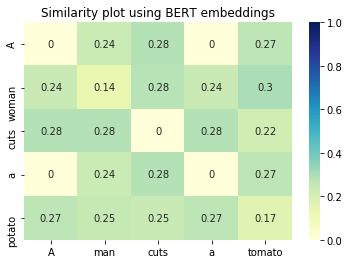 Similarity plot using BERT embeddings
A 0 0.24 0.28 0 0.27
woman 0.24 0.14 0.28 0.24 0.3
cuts 0.28 0.28 0 0.28 0.22
a 0 0.24 0.28 0 0.27
potato 0.27 0.25 0.25 0.27 0.17
A man cuts a tomato
1.0
0.8
0.6
0.4
0.2
0.0